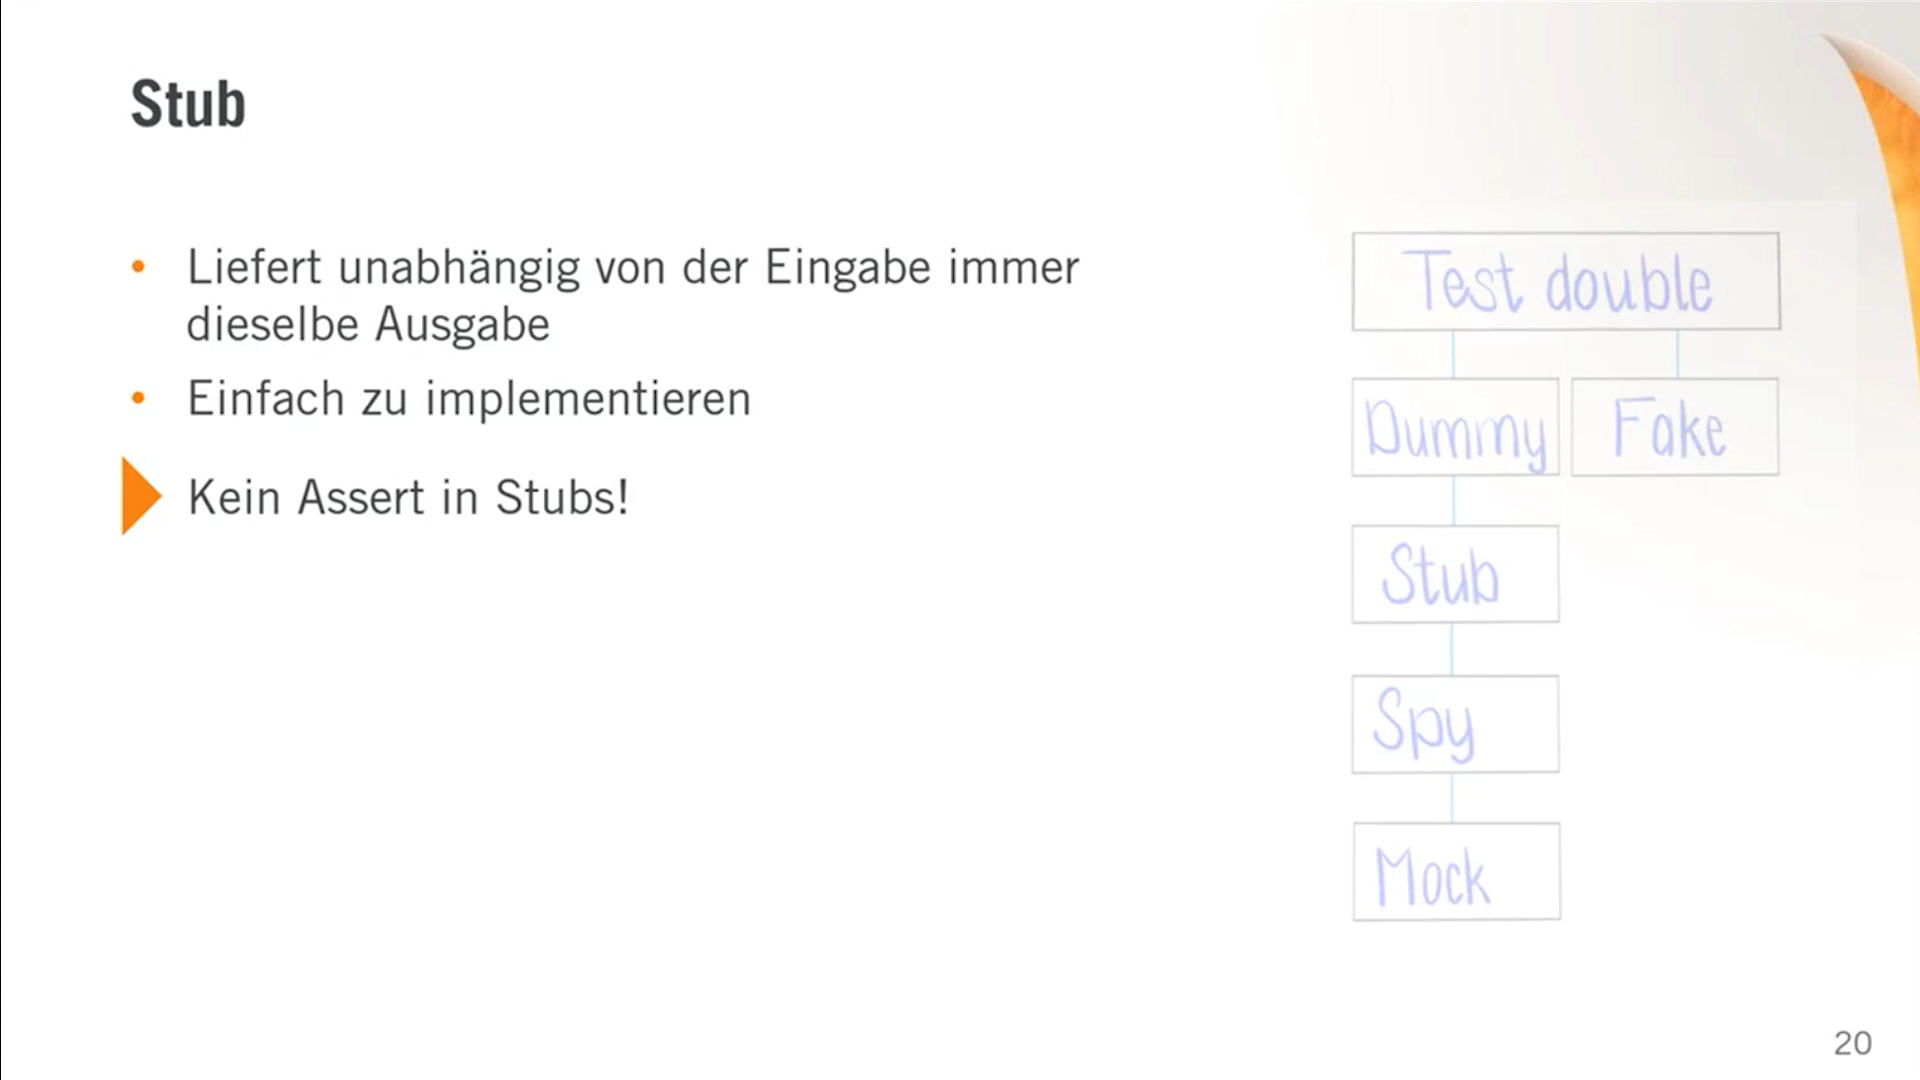 Stub
Liefert unabhängig von der Eingabe immer
dieselbe Ausgabe
Einfach zu implementieren
Kein Assert in Stubs!
Test double
Dummy
Fake
Stub
Spy
Mock
20